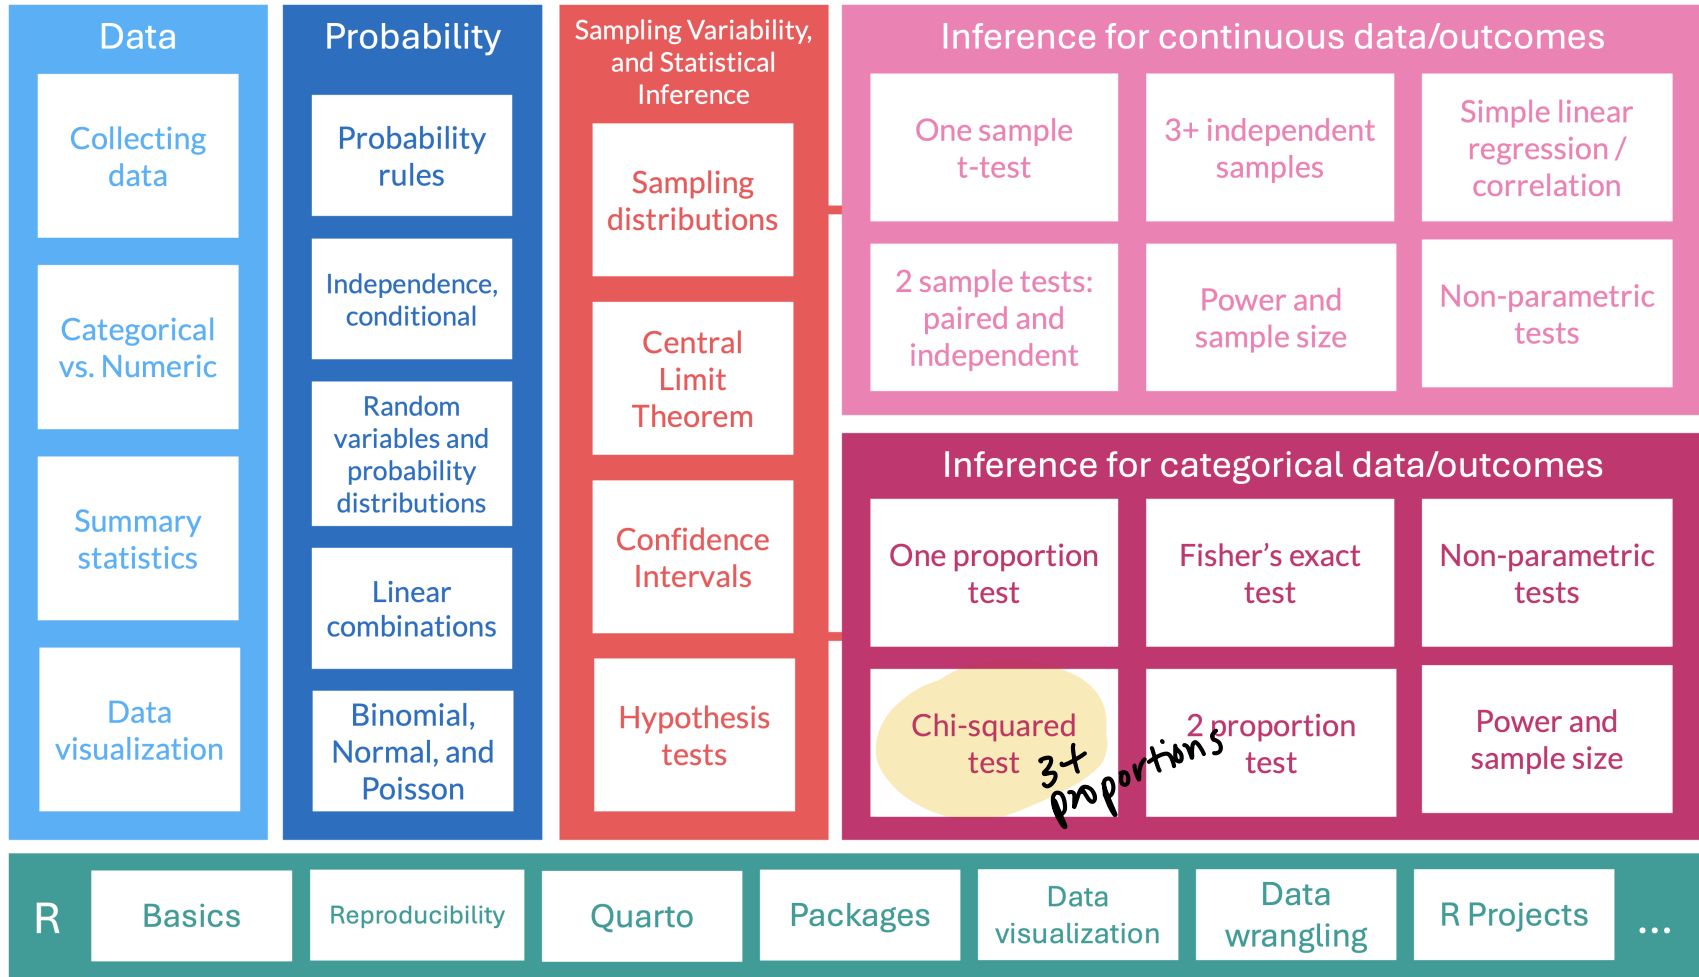 Data
Collecting
data
Categorical
vs. Numeric
Summary
statistics
Data
visualization
Probability
Probability
rules
Independence,
conditional
Random
variables and
probability
distributions
Linear
combinations
Binomial,
Normal, and
Poisson
Sampling Variability,
and Statistical
Inference
Sampling
distributions
Central
Limit
Theorem
Confidence
Intervals
Hypothesis
tests
Inference for continuous data/outcomes
One sample
t-test
3+ independent
samples
Simple linear
regression /
correlation
2 sample tests:
paired and
independent
Power and
sample size
Non-parametric
tests
Inference for categorical data/outcomes
One proportion
test
Fisher’s exact
test
Non-parametric
tests
Chi-squared
test
3+
proportions
2 proportion
test
Power and
sample size
R
Basics
Reproducibility
Quarto
Packages
Data
visualization
Data
wrangling
R Projects
...